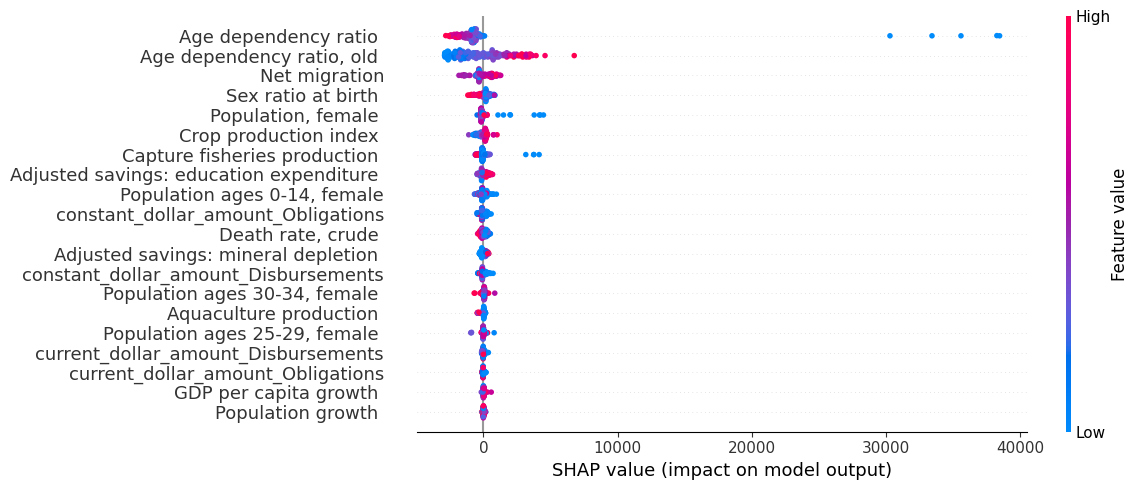 High
Age dependency ratio
Age dependency ratio, old
Net migration
Sex ratio at birth
Population, female
Crop production index
Capture fisheries production
Adjusted savings: education expenditure
Population ages 0-14, female
constant_dollar_amount_Obligations
Death rate, crude
Adjusted savings: mineral depletion
constant_dollar_amount_Disbursements
Population ages 30-34, female
Aquaculture production
Population ages 25-29, female
current_dollar_amount_Disbursements
current_dollar_amount_Obligations
GDP per capita growth
Population growth
Feature value
Low
0 10000 20000 30000 40000
SHAP value (impact on model output)